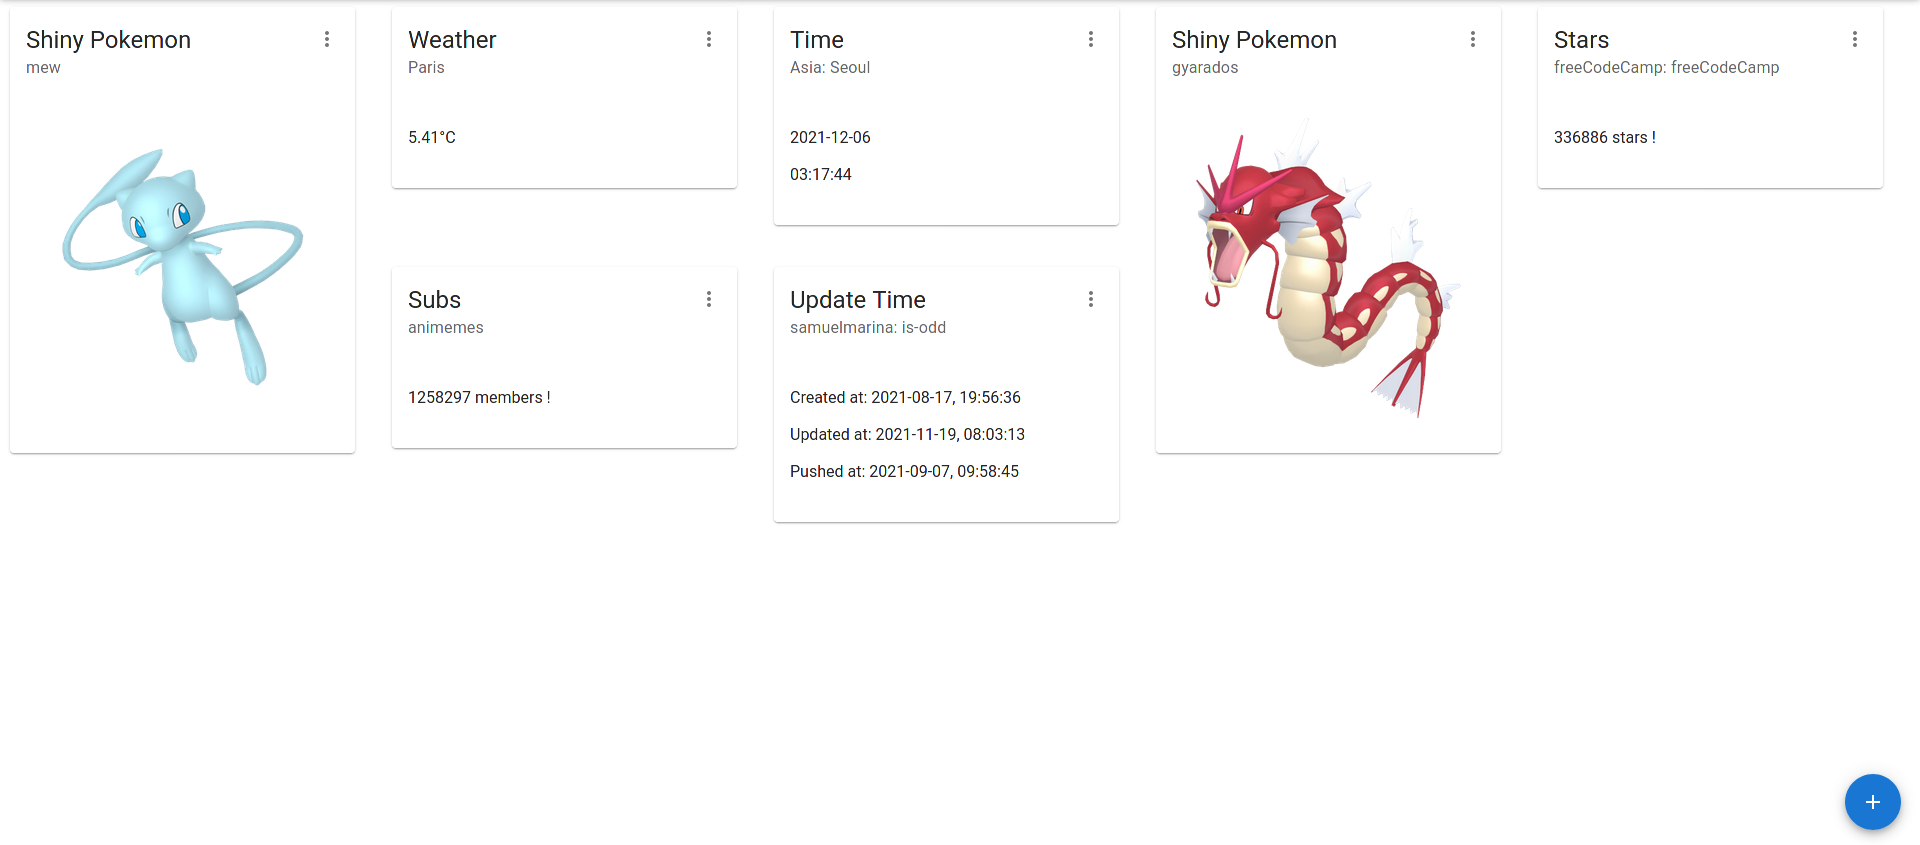 Shiny Pokemon
mew
Weather
Paris
5.41°C
Subs
animemes
1258297 members !
Time
Asia: Seoul
2021-12-06
03:17:44
Update Time
samuelmarina: is-odd
Created at: 2021-08-17, 19:56:36
Updated at: 2021-11-19, 08:03:13
Pushed at: 2021-09-07, 09:58:45
Shiny Pokemon
gyarados
Stars
freeCodeCamp: freeCodeCamp
336886 stars !